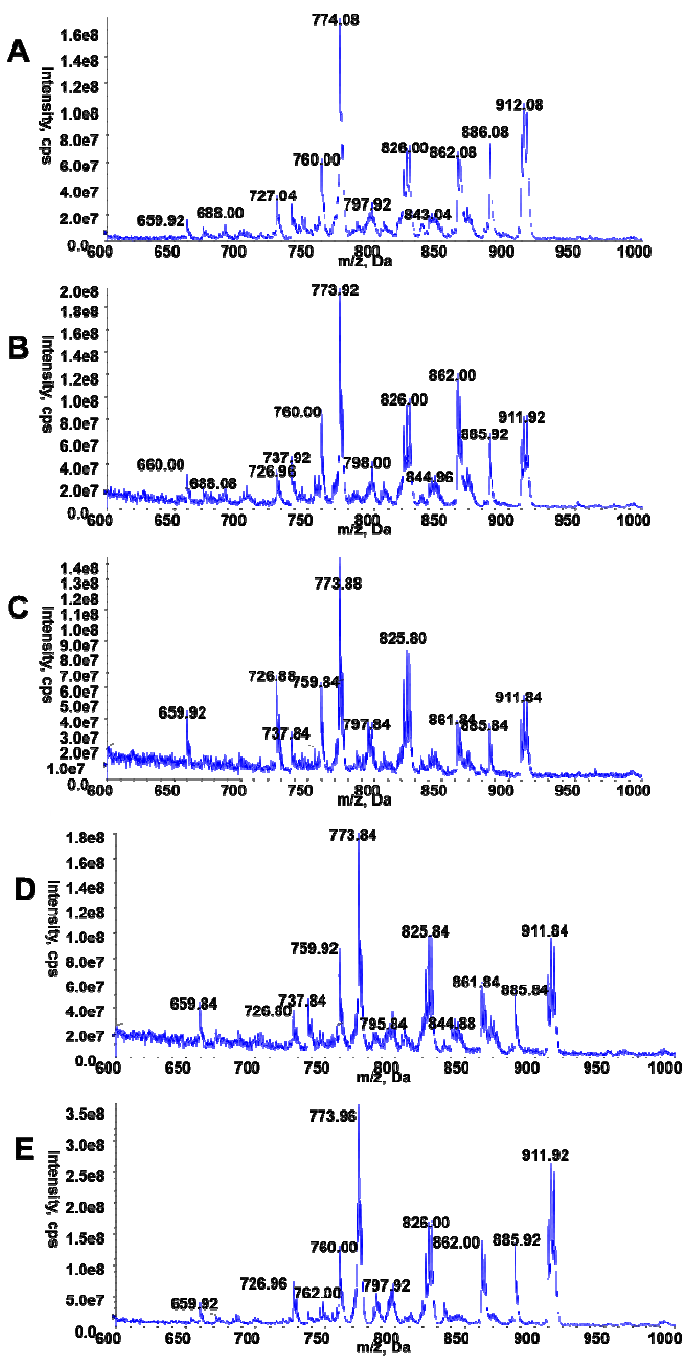 A
Intensity, cps
1.6e8
1.2e8
1.0e8
8.0e7
6.0e7
4.0e7
2.0e7
0.0
774.08
912.08
886.08
826.00
862.08
760.00
727.04
797.92
843.04
659.92
688.00
600 650 700 750 800 850 900 950 1000
m/z, Da
B
Intensity, cps
2.0e8
1.8e8
1.6e8
1.4e8
1.2e8
1.0e8
8.0e7
6.0e7
4.0e7
2.0e7
0.0
773.92
862.00
826.00
760.00
911.92
885.92
737.92
726.96
798.00
844.96
660.00
688.08
600 650 700 750 800 850 900 950 1000
m/z, Da
C
Intensity, cps
1.4e8
1.3e8
1.2e8
1.1e8
9.0e7
8.0e7
7.0e7
6.0e7
5.0e7
4.0e7
3.0e7
2.0e7
1.0e7
0.0
773.88
825.80
726.88
759.84
911.84
659.92
737.84
797.84
861.84
885.84
600 650 700 750 800 850 900 950 1000
m/z, Da
D
Intensity, cps
1.8e8
1.6e8
1.4e8
1.2e8
1.0e8
8.0e7
6.0e7
4.0e7
2.0e7
0.0
773.84
825.84
911.84
759.92
861.84
885.84
737.84
726.80
659.84
795.84
844.88
600 650 700 750 800 850 900 950 1000
m/z, Da
E
Intensity, cps
3.5e8
3.0e8
2.5e8
2.0e8
1.5e8
1.0e8
5.0e7
0.0
773.96
911.92
826.00
760.00
862.00
885.92
726.96
762.00
797.92
659.92
600 650 700 750 800 850 900 950 1000
m/z, Da